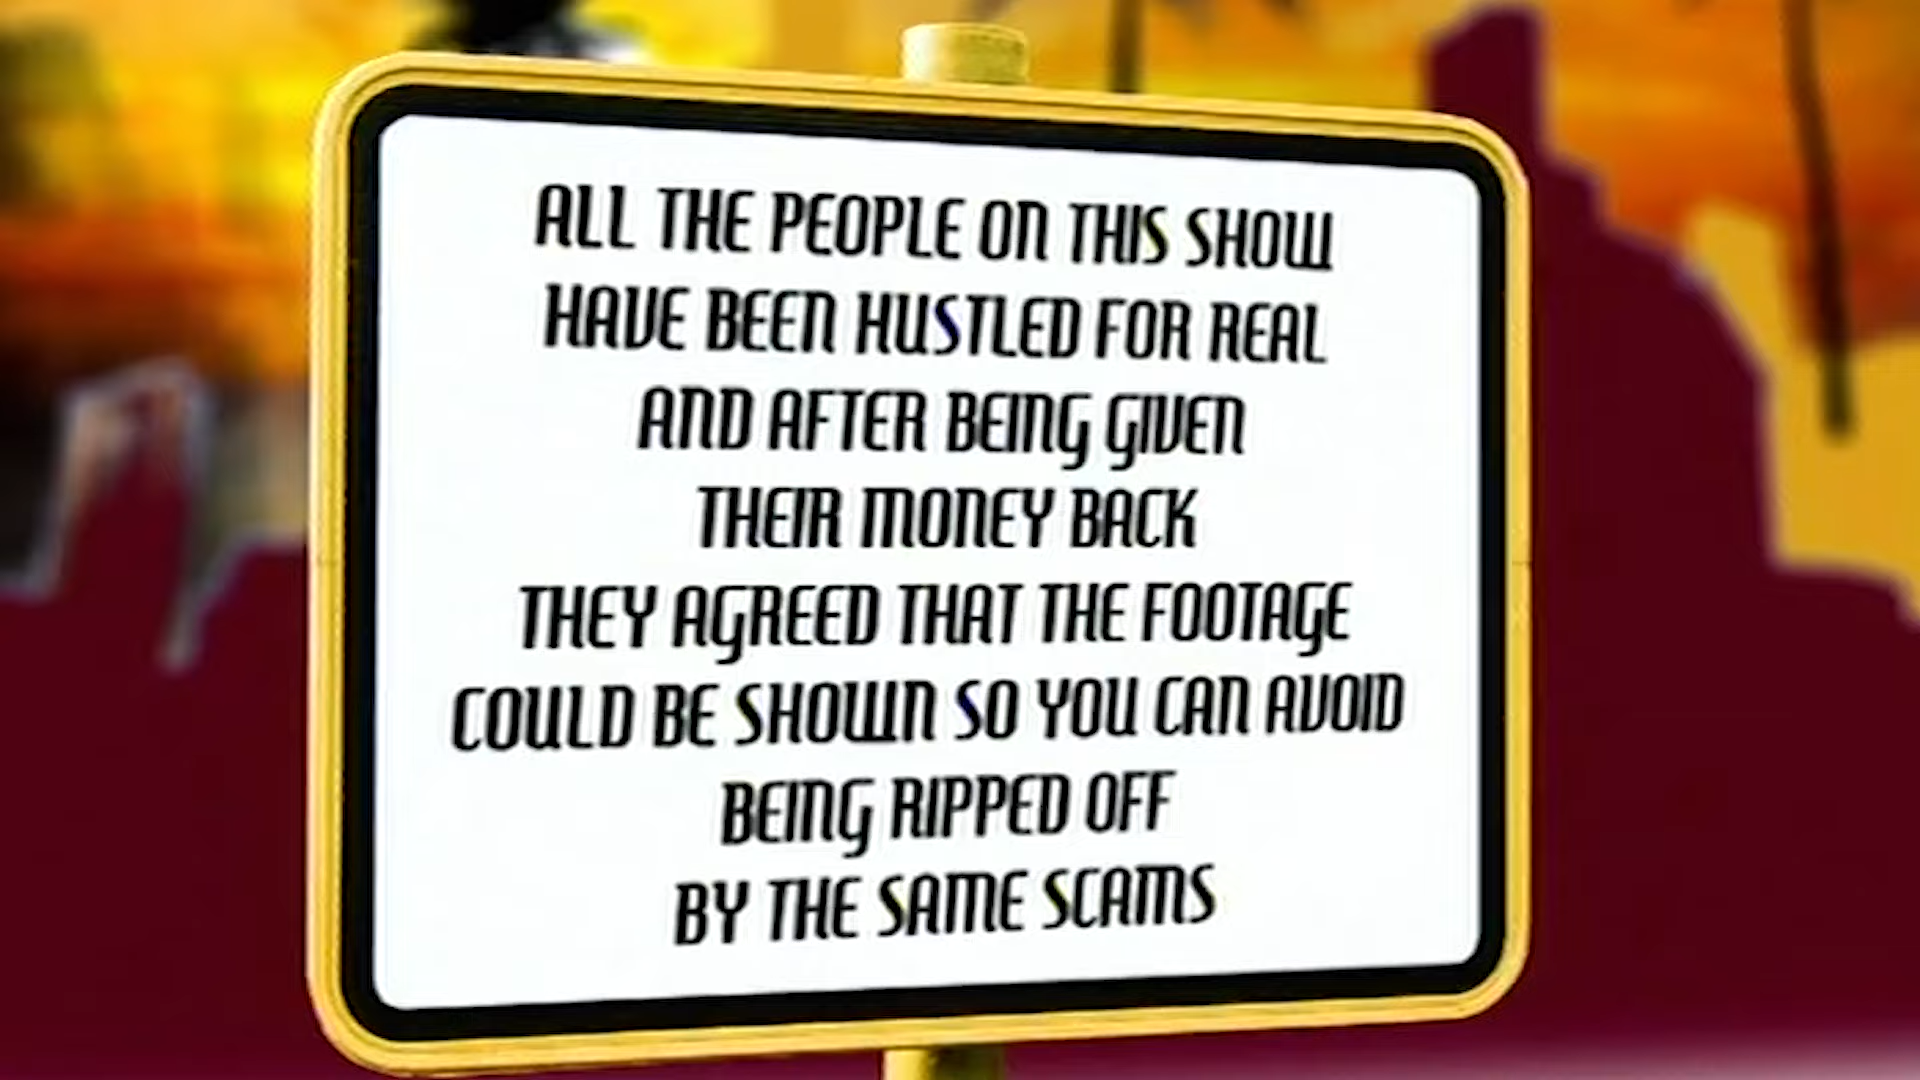 ALL THE PEOPLE ON THIS SHOW
HAVE BEEN HUSTLED FOR REAL
AND AFTER BEING GIVEN
THEIR MONEY BACK
THEY AGREED THAT THE FOOTAGE
COULD BE SHOWN SO YOU CAN AVOID
BEING RIPPED OFF
BY THE SAME SCAMS